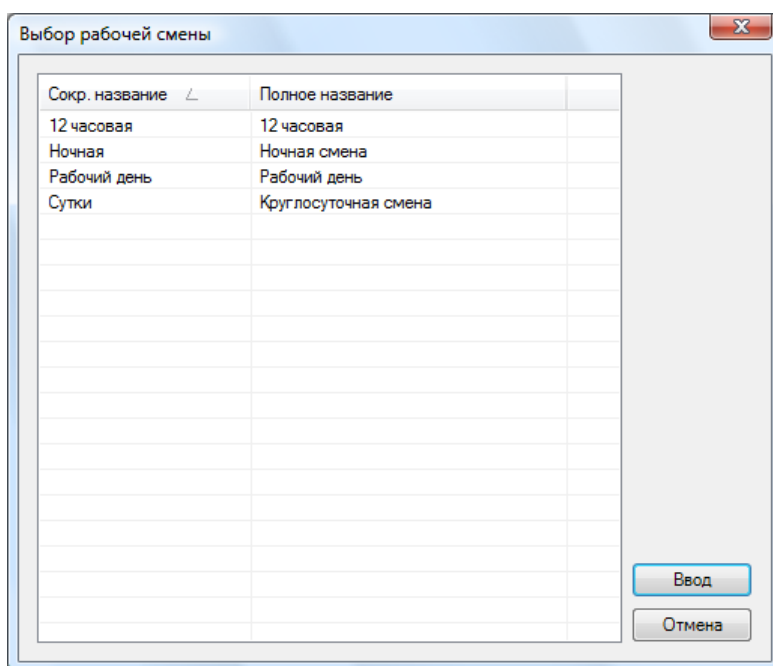 Выбор рабочей смены
Сокр. название Полное название
12 часовая 12 часовая
Ночная Ночная смена
Рабочий день Рабочий день
Сутки Круглосуточная смена
Ввод
Отмена